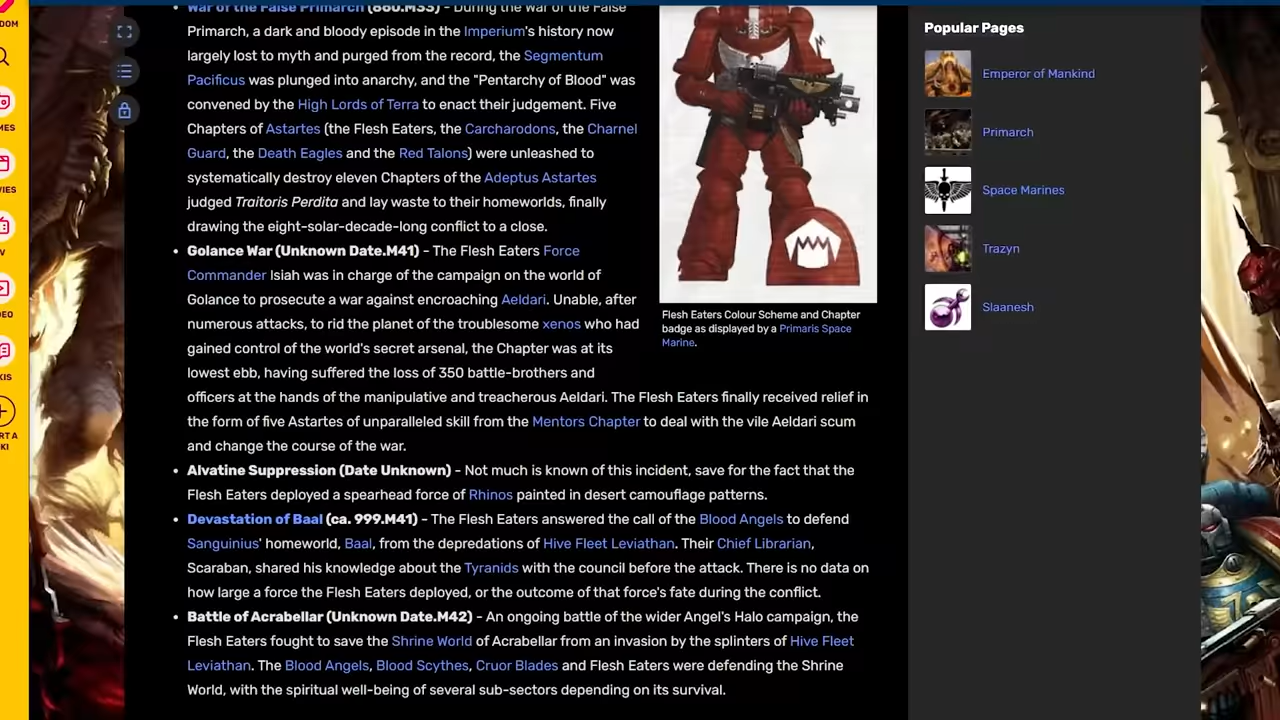 DOM
MES
VIES
V
DEO
KIS
RT A
KI
War of the False Primarch (860.M33) - During the War of the False
Primarch, a dark and bloody episode in the Imperium's history now
largely lost to myth and purged from the record, the Segmentum
Pacificus was plunged into anarchy, and the "Pentarchy of Blood" was
convened by the High Lords of Terra to enact their judgement. Five
Chapters of Astartes (the Flesh Eaters, the Carcharodons, the Charnel
Guard, the Death Eagles and the Red Talons) were unleashed to
systematically destroy eleven Chapters of the Adeptus Astartes
judged Traitoris Perdita and lay waste to their homeworlds, finally
drawing the eight-solar-decade-long conflict to a close.
Golance War (Unknown Date.M41) - The Flesh Eaters Force
Commander Isiah was in charge of the campaign on the world of
Golance to prosecute a war against encroaching Aeldari. Unable, after
numerous attacks, to rid the planet of the troublesome xenos who had
gained control of the world's secret arsenal, the Chapter was at its
lowest ebb, having suffered the loss of 350 battle-brothers and
officers at the hands of the manipulative and treacherous Aeldari. The Flesh Eaters finally received relief in
the form of five Astartes of unparalleled skill from the Mentors Chapter to deal with the vile Aeldari scum
and change the course of the war.
Alvatine Suppression (Date Unknown) - Not much is known of this incident, save for the fact that the
Flesh Eaters deployed a spearhead force of Rhinos painted in desert camouflage patterns.
Devastation of Baal (ca. 999.M41) - The Flesh Eaters answered the call of the Blood Angels to defend
Sanguinius' homeworld, Baal, from the depredations of Hive Fleet Leviathan. Their Chief Librarian,
Scaraban, shared his knowledge about the Tyranids with the council before the attack. There is no data on
how large a force the Flesh Eaters deployed, or the outcome of that force's fate during the conflict.
Battle of Acrabellar (Unknown Date.M42) - An ongoing battle of the wider Angel's Halo campaign, the
Flesh Eaters fought to save the Shrine World of Acrabellar from an invasion by the splinters of Hive Fleet
Leviathan. The Blood Angels, Blood Scythes, Cruor Blades and Flesh Eaters were defending the Shrine
World, with the spiritual well-being of several sub-sectors depending on its survival.
Flesh Eaters Colour Scheme and Chapter
badge as displayed by a Primaris Space
Marine.
Popular Pages
Emperor of Mankind
Primarch
Space Marines
Trazyn
Slaanesh